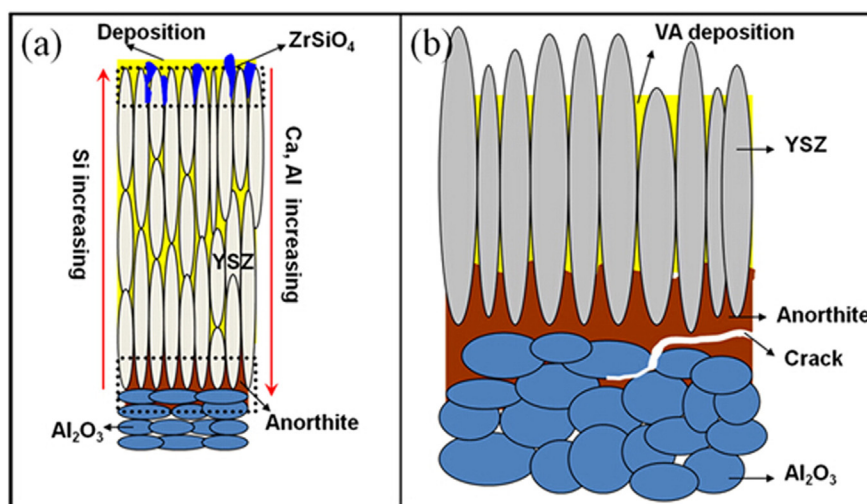 (a)
Deposition
ZrSiO₄
Si increasing
Ca, Al increasing
YSZ
Al₂O₃
Anorthite
(b)
VA deposition
YSZ
Anorthite
Crack
Al₂O₃